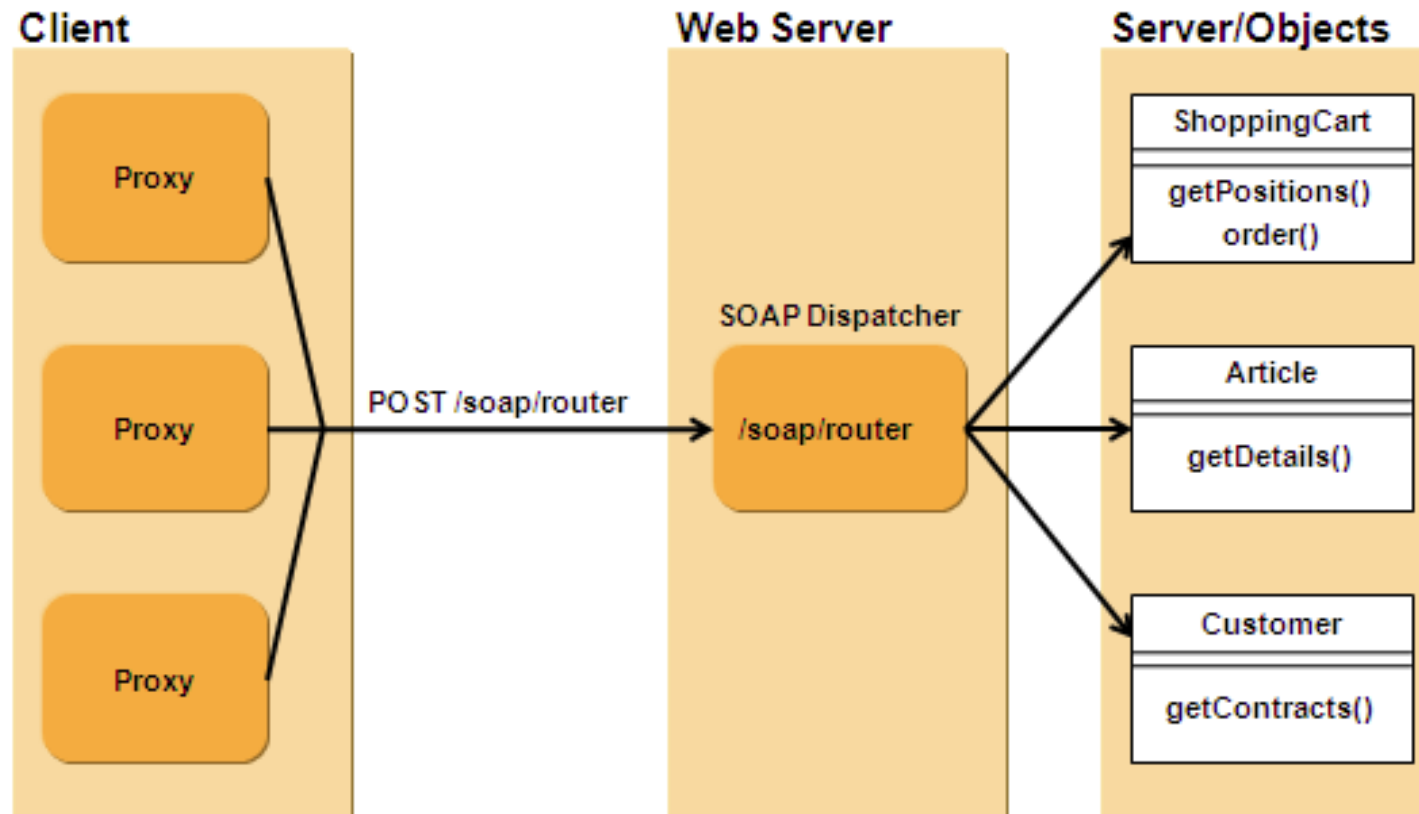 Client
Web Server
Server/Objects
Proxy
Proxy
Proxy
POST /soap/router
SOAP Dispatcher
/soap/router
ShoppingCart
getPositions()
order()
Article
getDetails()
Customer
getContracts()